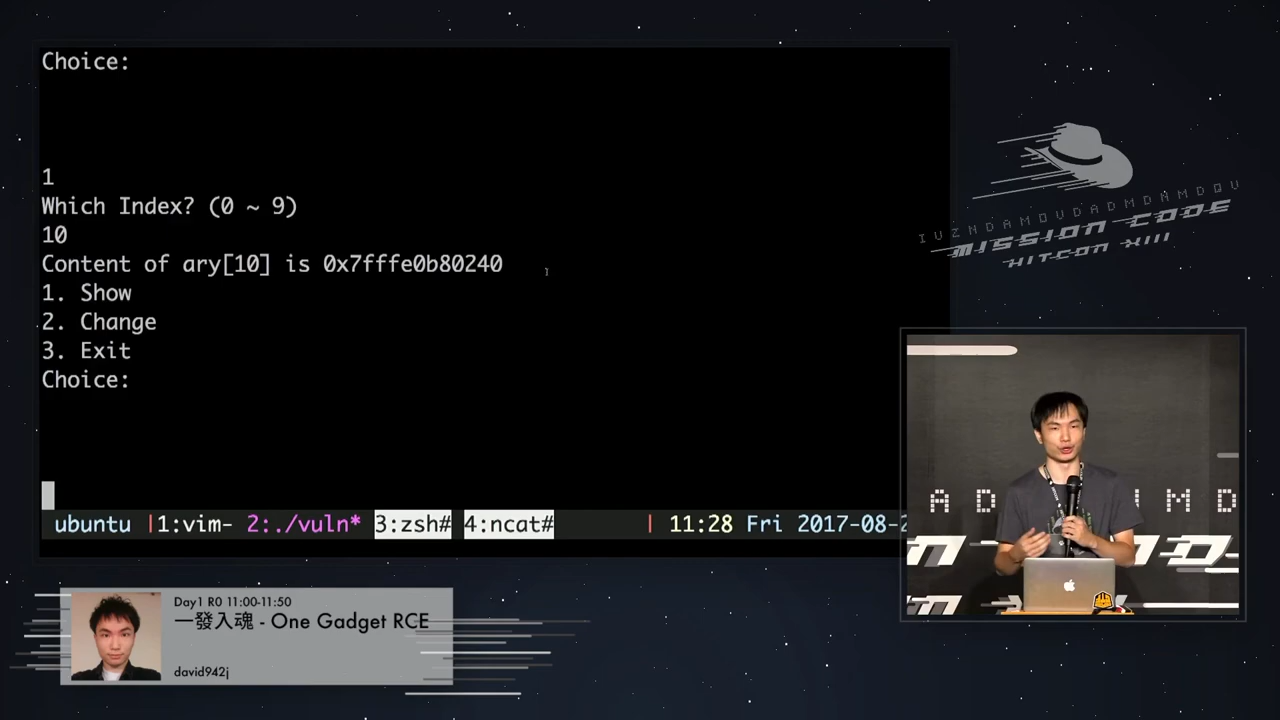 Choice:
1
Which Index? (0 ~ 9)
10
Content of ary[10] is 0x7fffe0b80240
1. Show
2. Change
3. Exit
Choice:
ubuntu |1:vim- 2:./vuln* 3:zsh# 4:ncat# | 11:28 Fri 2017-08-2
IVZNDAMOVDADMDNMDQV
MISSION CODE
HITCON XIII
A D M D
Day1 R0 11:00-11:50
一發入魂 - One Gadget RCE
david942j